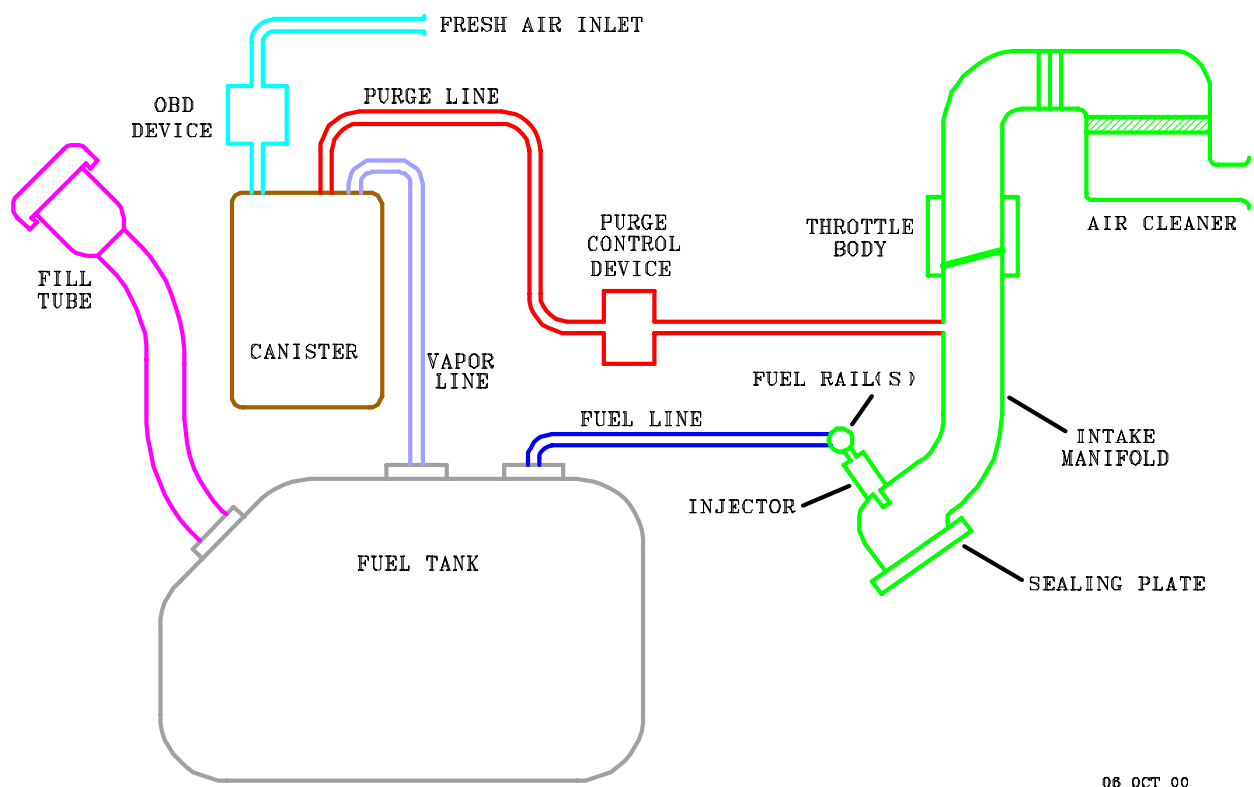 FRESH AIR INLET
PURGE LINE
OBD
DEVICE
THROTTLE
BODY
AIR CLEANER
PURGE
CONTROL
DEVICE
FILL
TUBE
CANISTER
VAPOR
LINE
FUEL RAIL(S)
FUEL LINE
INTAKE
MANIFOLD
INJECTOR
FUEL TANK
SEALING PLATE
06 OCT 00